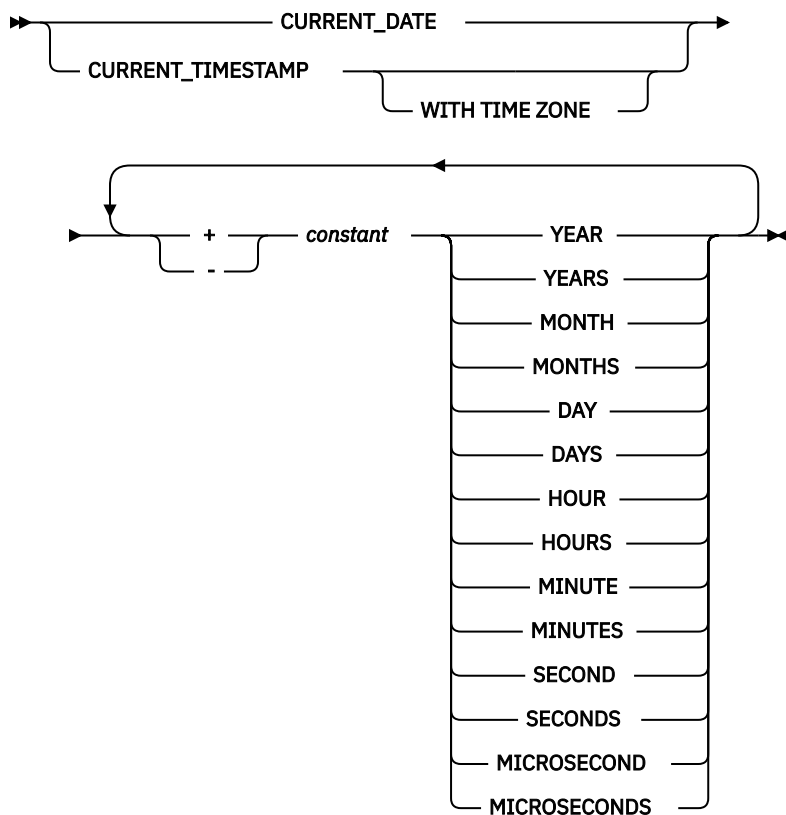 CURRENT_DATE
CURRENT_TIMESTAMP
WITH TIME ZONE
+ constant YEAR
-
YEARS
MONTH
MONTHS
DAY
DAYS
HOUR
HOURS
MINUTE
MINUTES
SECOND
SECONDS
MICROSECOND
MICROSECONDS